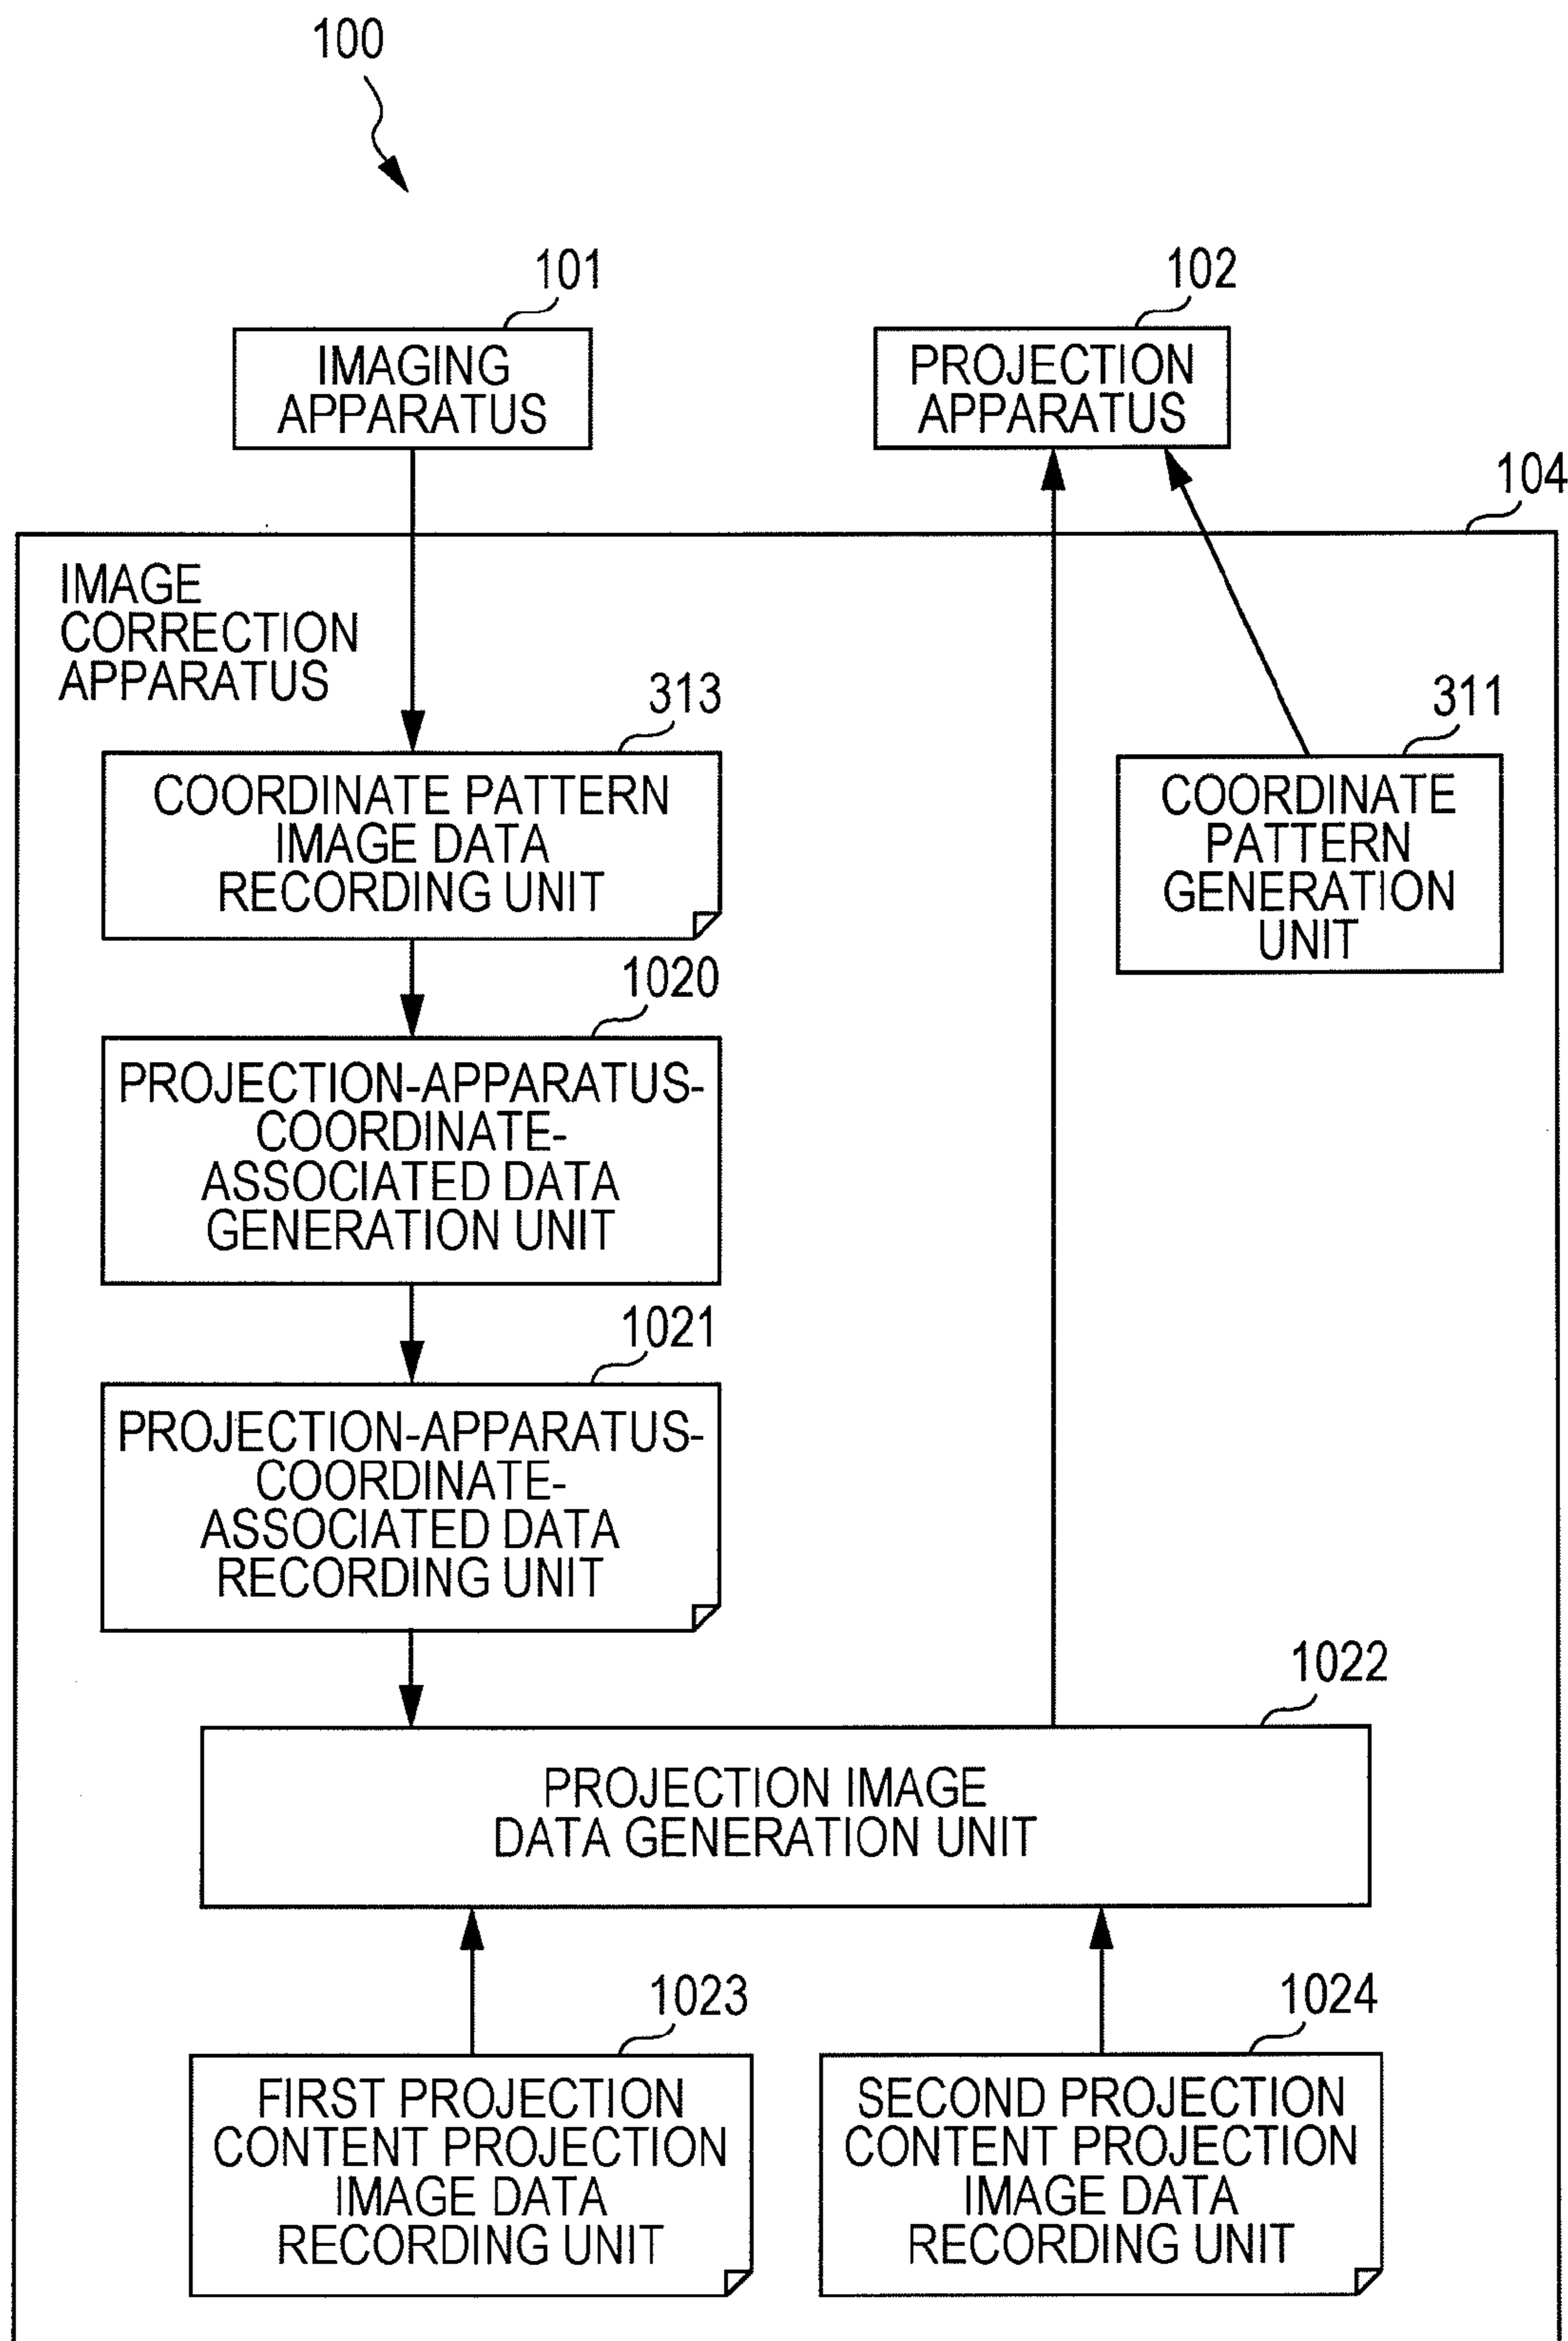 100
101
IMAGING
APPARATUS
102
PROJECTION
APPARATUS
104
IMAGE
CORRECTION
APPARATUS
313
COORDINATE PATTERN
IMAGE DATA
RECORDING UNIT
311
COORDINATE
PATTERN
GENERATION
UNIT
1020
PROJECTION-APPARATUS-
COORDINATE-
ASSOCIATED DATA
GENERATION UNIT
1021
PROJECTION-APPARATUS-
COORDINATE-
ASSOCIATED DATA
RECORDING UNIT
1022
PROJECTION IMAGE
DATA GENERATION UNIT
1023
FIRST PROJECTION
CONTENT PROJECTION
IMAGE DATA
RECORDING UNIT
1024
SECOND PROJECTION
CONTENT PROJECTION
IMAGE DATA
RECORDING UNIT